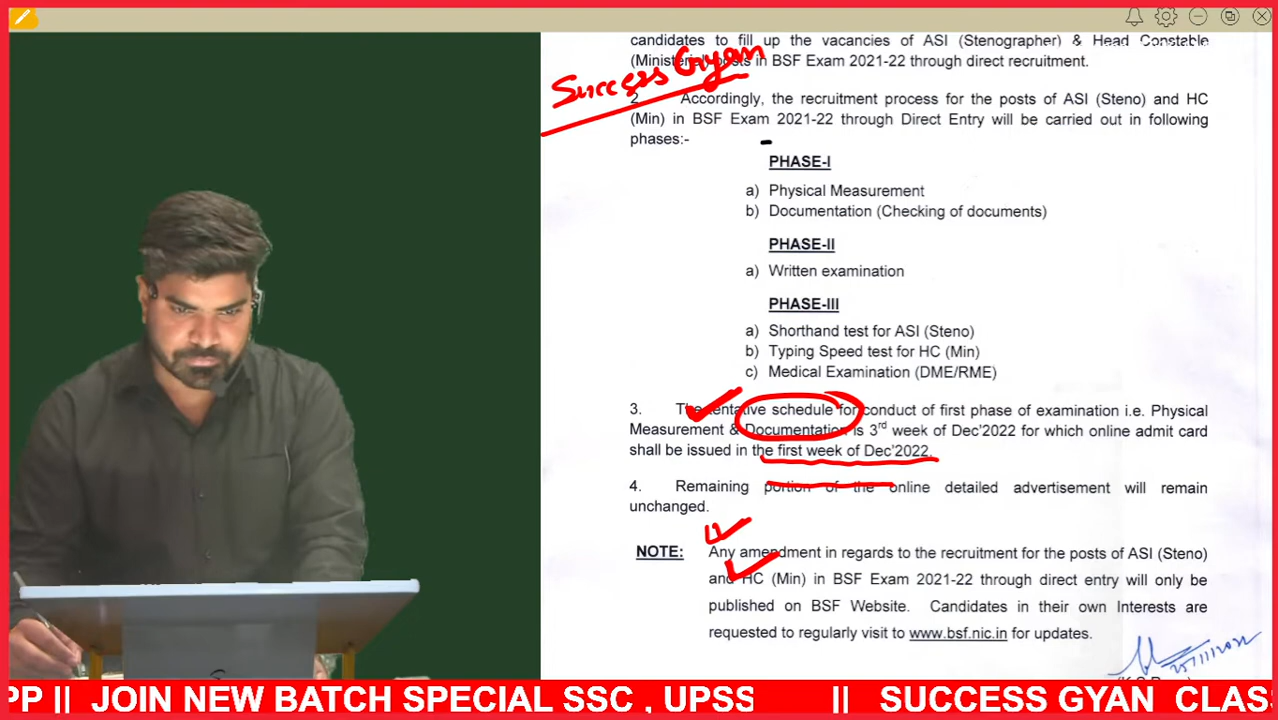 candidates to fill up the vacancies of ASI (Stenographer) & Head Constable
(Ministerial) posts in BSF Exam 2021-22 through direct recruitment.
Success Gyan
2. Accordingly, the recruitment process for the posts of ASI (Steno) and HC
(Min) in BSF Exam 2021-22 through Direct Entry will be carried out in following
phases:-
PHASE-I
a) Physical Measurement
b) Documentation (Checking of documents)
PHASE-II
a) Written examination
PHASE-III
a) Shorthand test for ASI (Steno)
b) Typing Speed test for HC (Min)
c) Medical Examination (DME/RME)
3. The tentative schedule for conduct of first phase of examination i.e. Physical
Measurement & Documentation is 3rd week of Dec'2022 for which online admit card
shall be issued in the first week of Dec'2022.
4. Remaining portion of the online detailed advertisement will remain
unchanged.
NOTE: Any amendment in regards to the recruitment for the posts of ASI (Steno)
and HC (Min) in BSF Exam 2021-22 through direct entry will only be
published on BSF Website. Candidates in their own Interests are
requested to regularly visit to www.bsf.nic.in for updates.
PP || JOIN NEW BATCH SPECIAL SSC , UPSS || SUCCESS GYAN CLASS